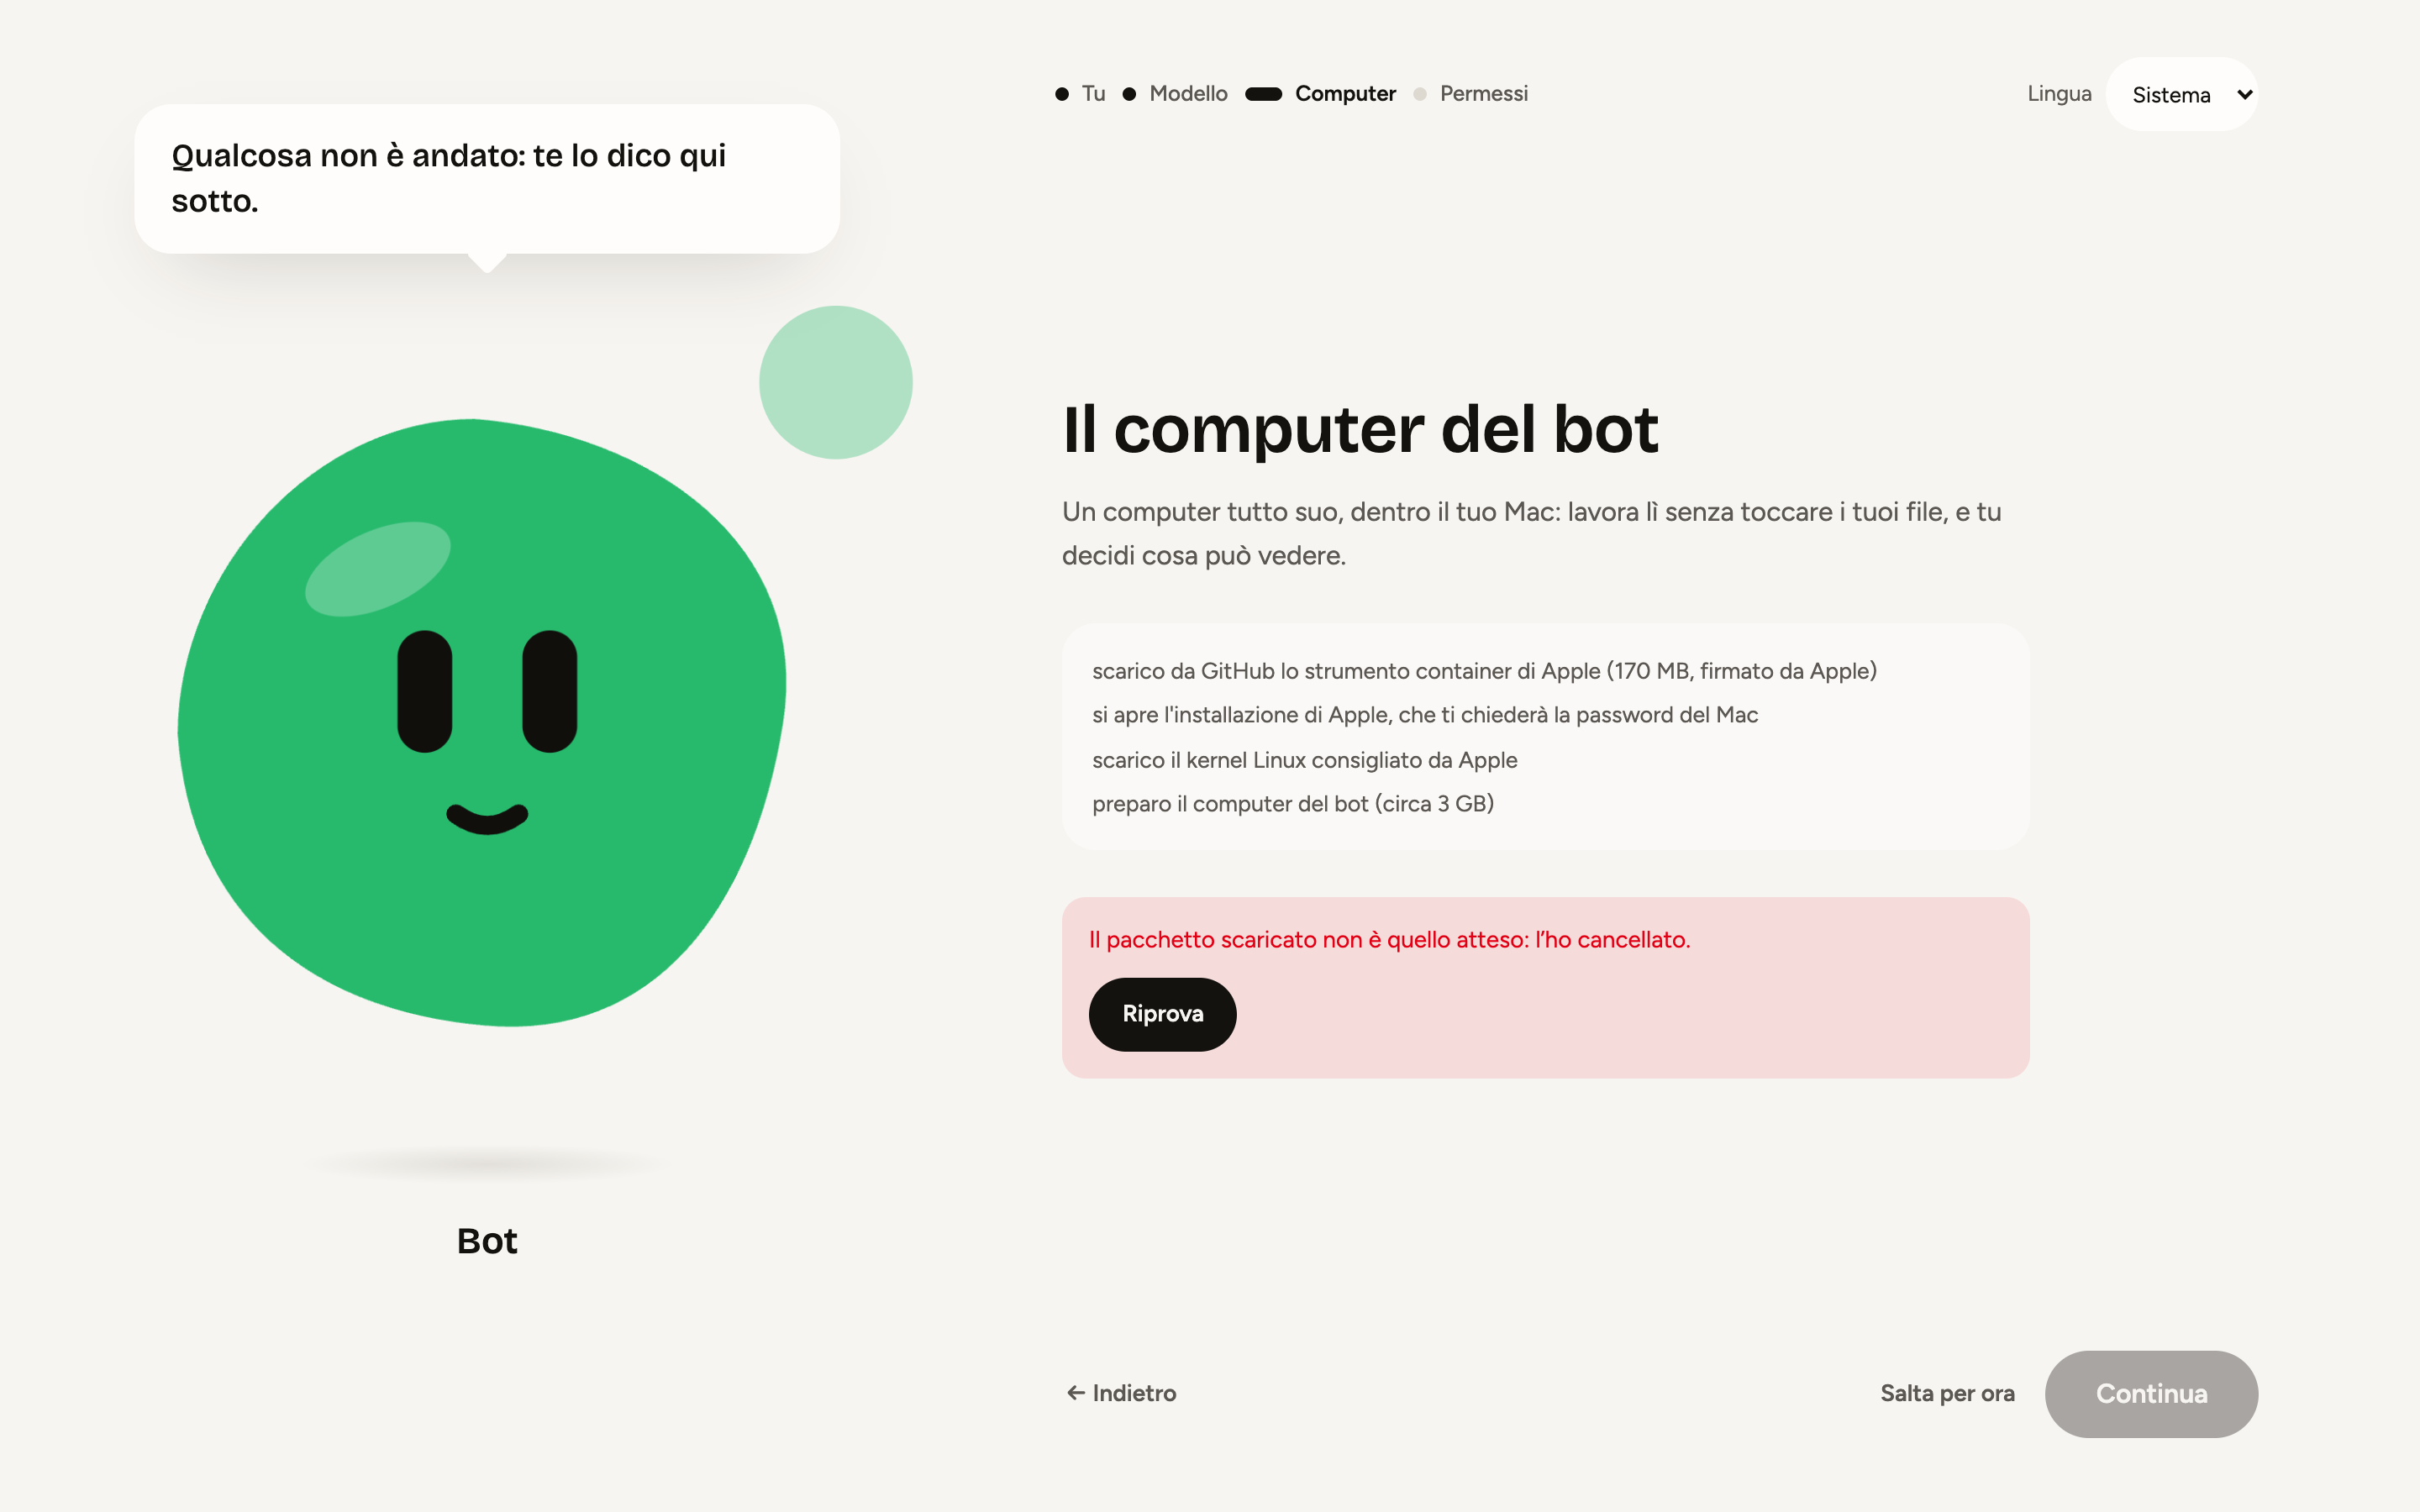 Qualcosa non è andato: te lo dico qui
sotto.
Bot
Tu
Modello
Computer
Permessi
Lingua
Sistema
Il computer del bot
Un computer tutto suo, dentro il tuo Mac: lavora lì senza toccare i tuoi file, e tu
decidi cosa può vedere.
scarico da GitHub lo strumento container di Apple (170 MB, firmato da Apple)
si apre l'installazione di Apple, che ti chiederà la password del Mac
scarico il kernel Linux consigliato da Apple
preparo il computer del bot (circa 3 GB)
Il pacchetto scaricato non è quello atteso: l’ho cancellato.
Riprova
← Indietro
Salta per ora
Continua